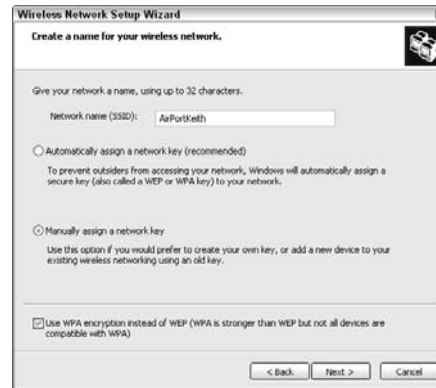 Wireless Network Setup Wizard
Create a name for your wireless network.
Give your network a name, using up to 32 characters.
Network name (SSID): AirPortKeith
Automatically assign a network key (recommended)
To prevent outsiders from accessing your network, Windows will automatically assign a
secure key (also called a WEP or WPA key) to your network.
Manually assign a network key
Use this option if you would prefer to create your own key, or add a new device to your
existing wireless networking using an old key.
Use WPA encryption instead of WEP (WPA is stronger than WEP but not all devices are
compatible with WPA)
< Back Next > Cancel